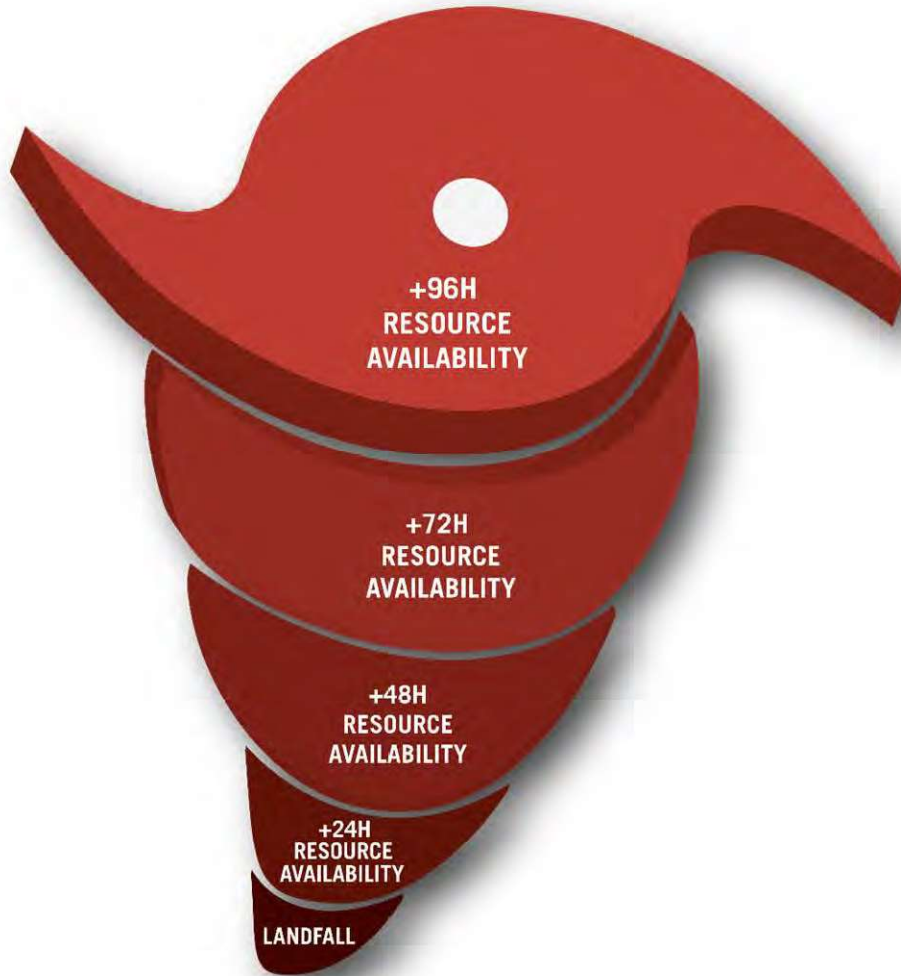 +96H
RESOURCE
AVAILABILITY
+72H
RESOURCE
AVAILABILITY
+48H
RESOURCE
AVAILABILITY
+24H
RESOURCE
AVAILABILITY
LANDFALL